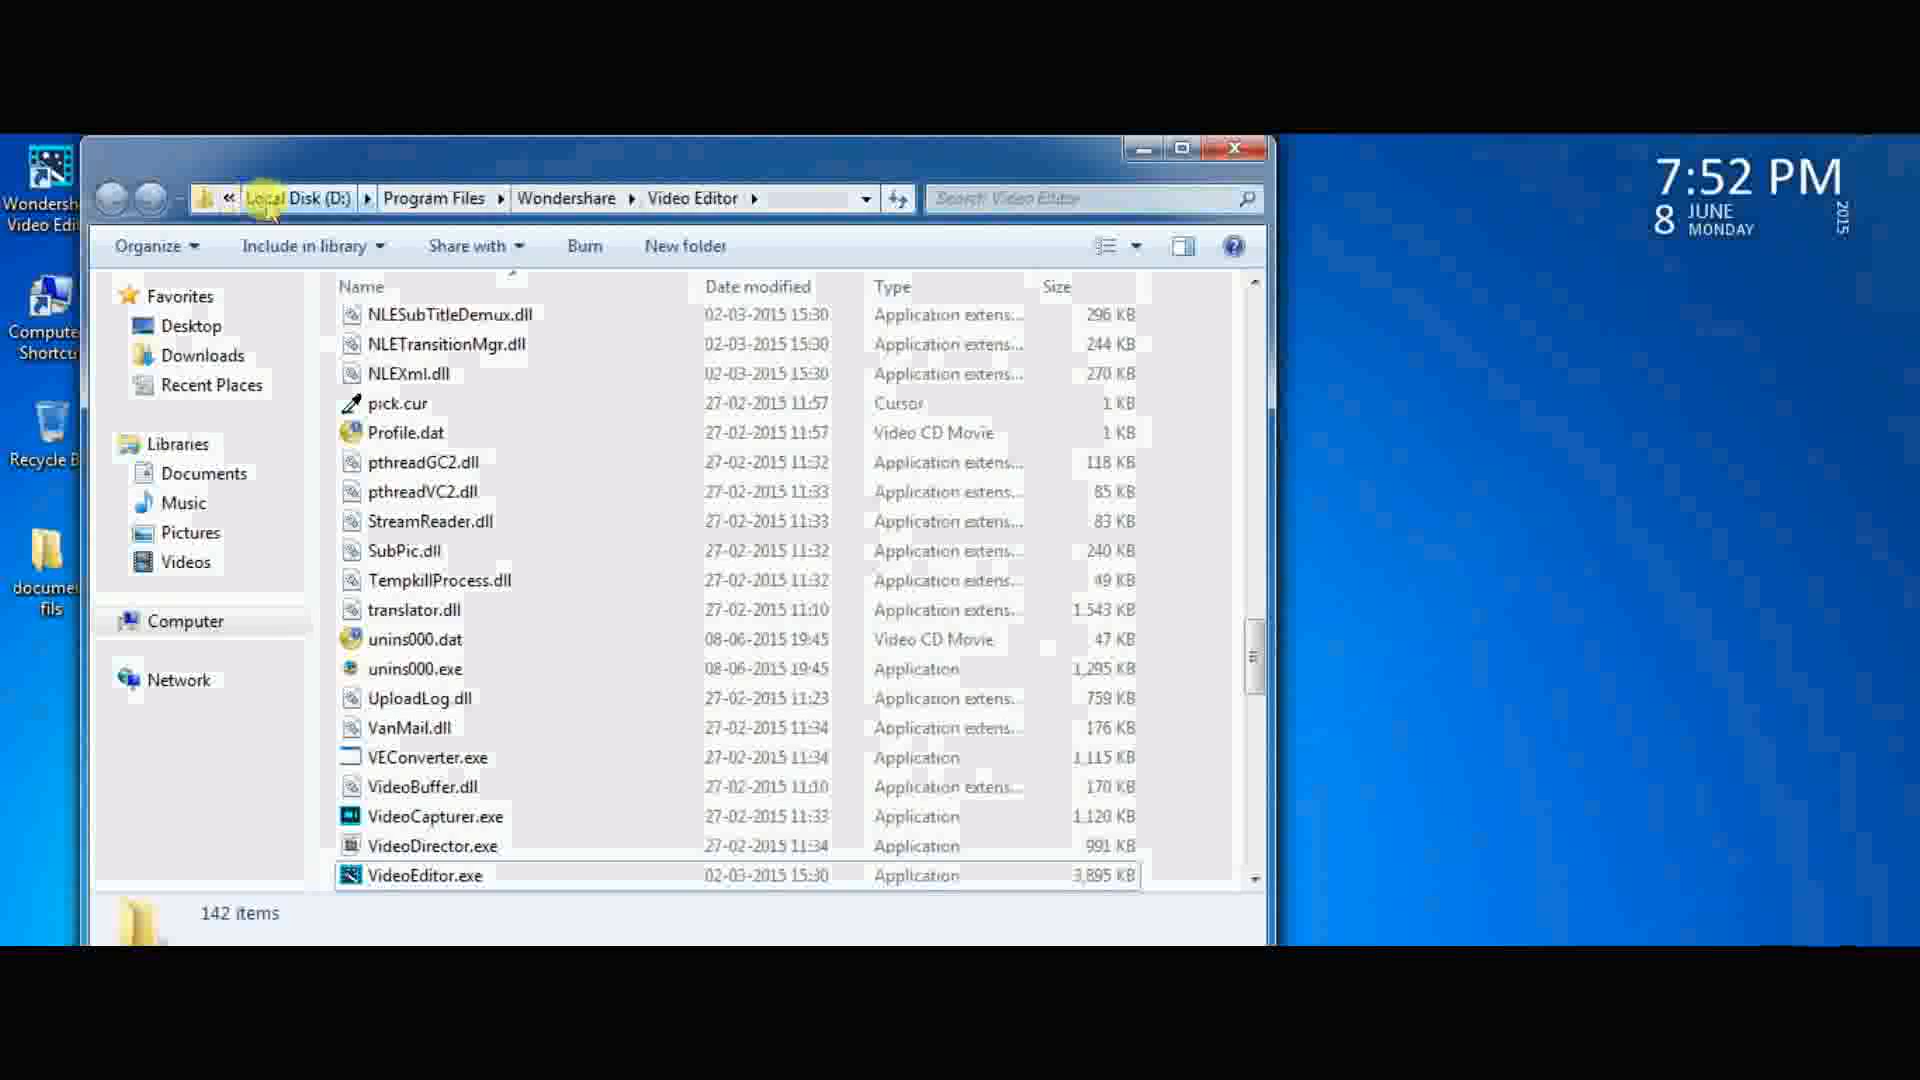 7:52 PM
8 JUNE MONDAY 2015
Wondersh
Video Edi
Compute
Shortcu
Recycle B
docume
fils
« Local Disk (D:) Program Files Wondershare Video Editor
Search Video Editor
Organize Include in library Share with Burn New folder
Favorites
Desktop
Downloads
Recent Places
Libraries
Documents
Music
Pictures
Videos
Computer
Network
Name Date modified Type Size
NLESubTitleDemux.dll 02-03-2015 15:30 Application extens... 296 KB
NLETransitionMgr.dll 02-03-2015 15:30 Application extens... 244 KB
NLEXml.dll 02-03-2015 15:30 Application extens... 270 KB
pick.cur 27-02-2015 11:57 Cursor 1 KB
Profile.dat 27-02-2015 11:57 Video CD Movie 1 KB
pthreadGC2.dll 27-02-2015 11:32 Application extens... 118 KB
pthreadVC2.dll 27-02-2015 11:33 Application extens... 85 KB
StreamReader.dll 27-02-2015 11:33 Application extens... 83 KB
SubPic.dll 27-02-2015 11:32 Application extens... 240 KB
TempkillProcess.dll 27-02-2015 11:32 Application extens... 49 KB
translator.dll 27-02-2015 11:10 Application extens... 1,543 KB
unins000.dat 08-06-2015 19:45 Video CD Movie 47 KB
unins000.exe 08-06-2015 19:45 Application 1,295 KB
UploadLog.dll 27-02-2015 11:23 Application extens... 759 KB
VanMail.dll 27-02-2015 11:34 Application extens... 176 KB
VEConverter.exe 27-02-2015 11:34 Application 1,115 KB
VideoBuffer.dll 27-02-2015 11:10 Application extens... 170 KB
VideoCapturer.exe 27-02-2015 11:33 Application 1,120 KB
VideoDirector.exe 27-02-2015 11:34 Application 991 KB
VideoEditor.exe 02-03-2015 15:30 Application 3,895 KB
142 items